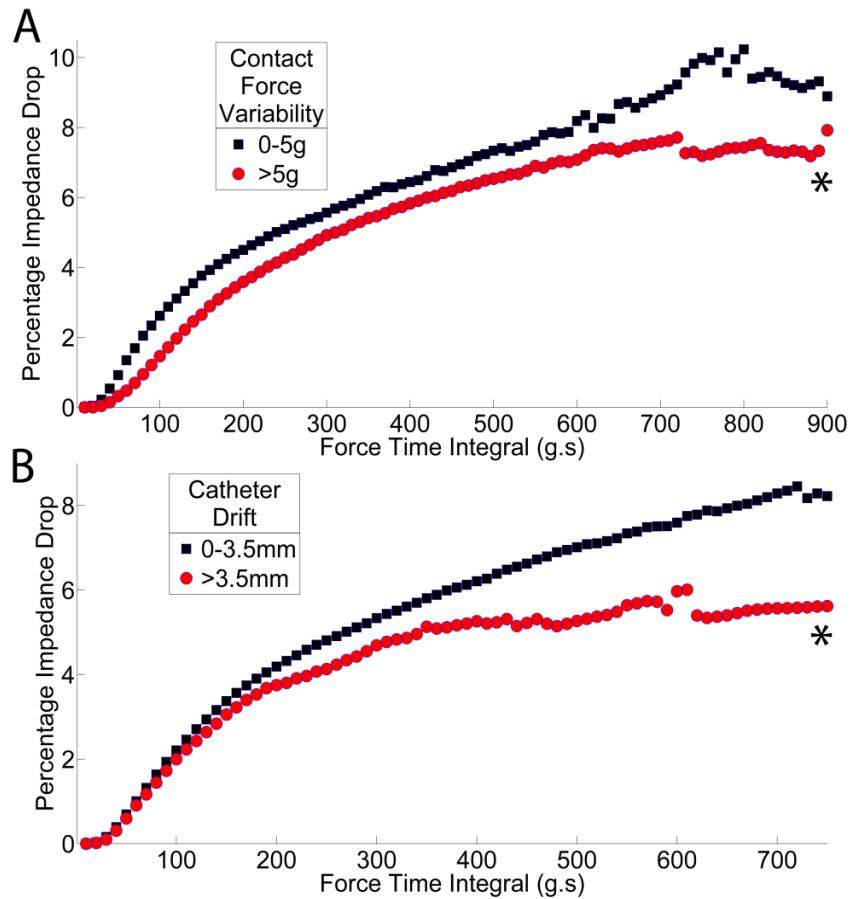 A
Percentage Impedance Drop
10
8
6
4
2
0
Contact
Force
Variability
0-5g
>5g
*
100 200 300 400 500 600 700 800 900
Force Time Integral (g.s)
B
Percentage Impedance Drop
8
6
4
2
0
Catheter
Drift
0-3.5mm
>3.5mm
*
100 200 300 400 500 600 700
Force Time Integral (g.s)